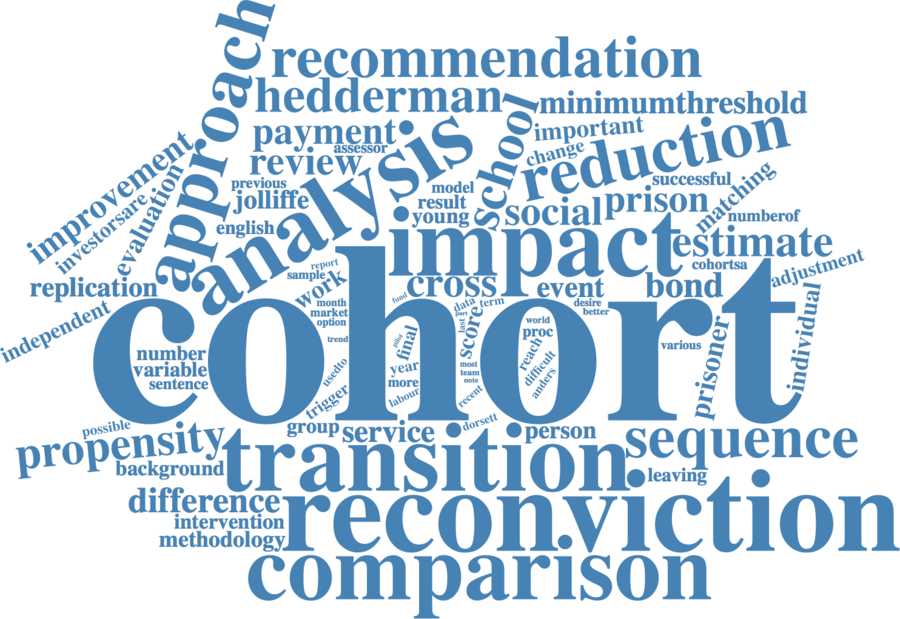 approach
recommendation
hedderman
minimumthreshold
payment
assessor
analysis
school
important
change
reduction
review
improvement
investorsare
evaluation
previous
jolliffe
english
model
result
young
social
prison
successful
matching
numberof
impact
estimate
cohortsa
adjustment
replication
independent
report
sample
work
cross
event
bond
month
market
option
trend
fund
data
part
last
score
term
desire
better
cohort
world
proc
reach
difficult
anders
various
prisoner
individual
number
variable
sentence
usedto
trigger
pilot
final
year
more
labour
most
team
note
recent
possible
propensity
background
group
service
dorsett
person
transition
sequence
leaving
difference
intervention
methodology
reconviction
comparison